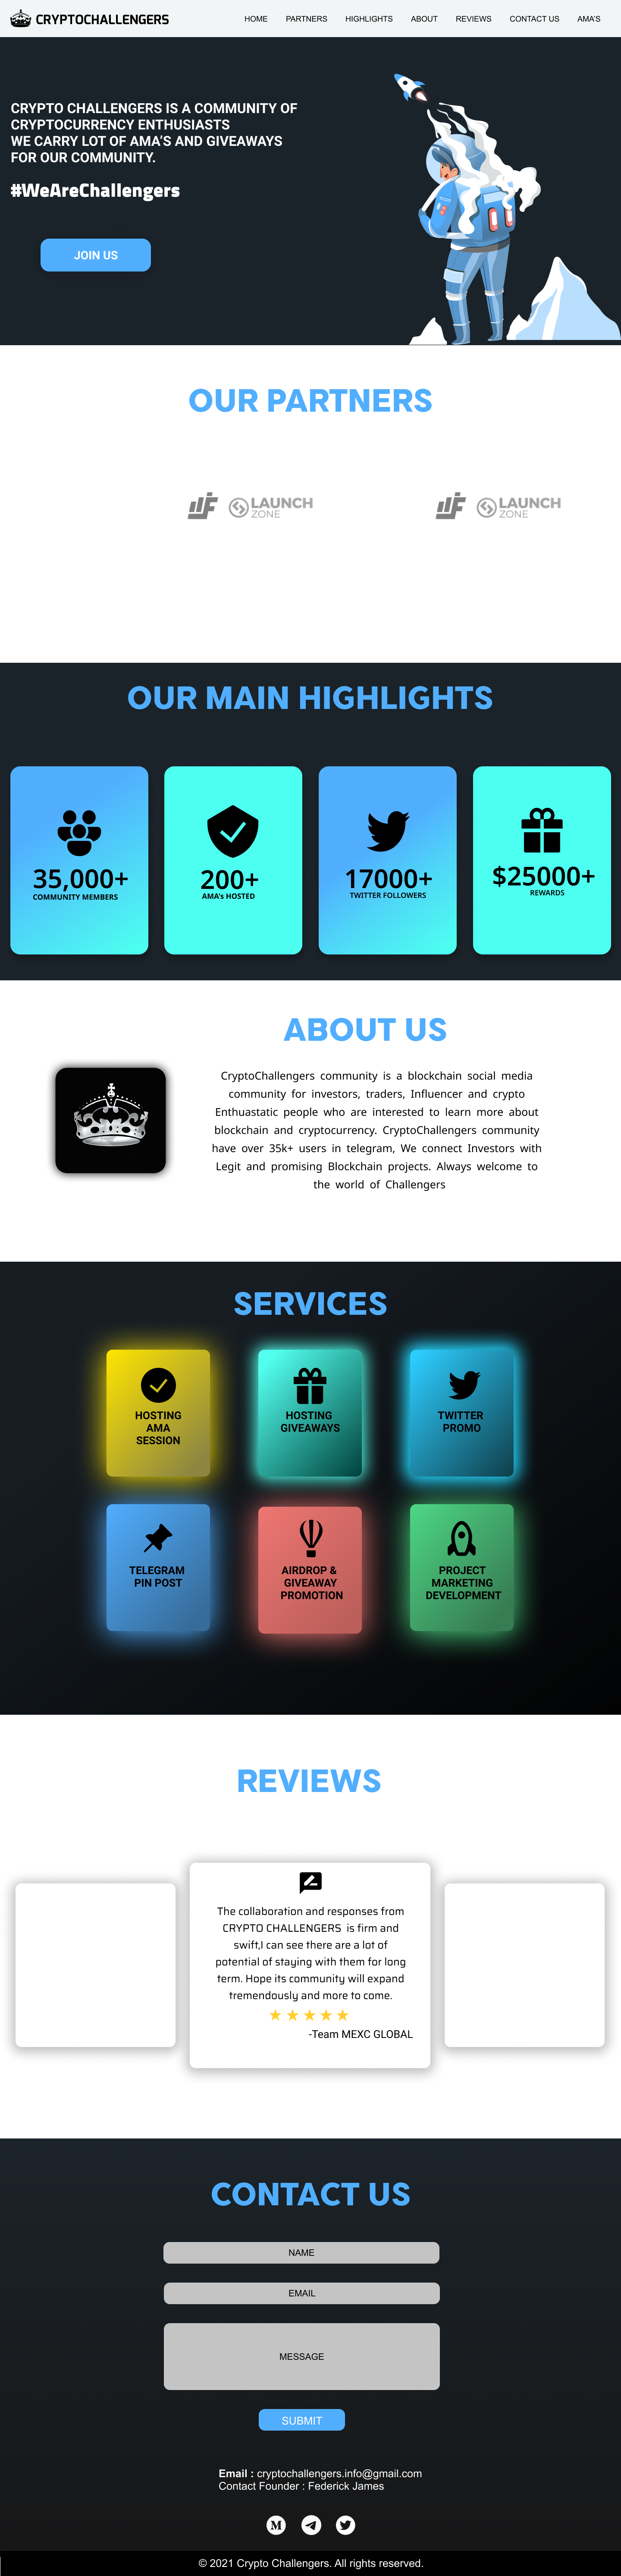 CRYPTOCHALLENGERS
HOME PARTNERS HIGHLIGHTS ABOUT REVIEWS CONTACT US AMA'S
CRYPTO CHALLENGERS IS A COMMUNITY OF
CRYPTOCURRENCY ENTHUSIASTS
WE CARRY LOT OF AMA'S AND GIVEAWAYS
FOR OUR COMMUNITY.
#WeAreChallengers
JOIN US
OUR PARTNERS
LAUNCH
ZONE
LAUNCH
ZONE
OUR MAIN HIGHLIGHTS
35,000+
COMMUNITY MEMBERS
200+
AMA's HOSTED
17000+
TWITTER FOLLOWERS
$25000+
REWARDS
ABOUT US
CryptoChallengers community is a blockchain social media
community for investors, traders, Influencer and crypto
Enthuastatic people who are interested to learn more about
blockchain and cryptocurrency. CryptoChallengers community
have over 35k+ users in telegram, We connect Investors with
Legit and promising Blockchain projects. Always welcome to
the world of Challengers
SERVICES
HOSTING
AMA
SESSION
HOSTING
GIVEAWAYS
TWITTER
PROMO
TELEGRAM
PIN POST
AIRDROP &
GIVEAWAY
PROMOTION
PROJECT
MARKETING
DEVELOPMENT
REVIEWS
The collaboration and responses from
CRYPTO CHALLENGERS is firm and
swift,I can see there are a lot of
potential of staying with them for long
term. Hope its community will expand
tremendously and more to come.
-Team MEXC GLOBAL
CONTACT US
NAME
EMAIL
MESSAGE
SUBMIT
Email : cryptochallengers.info@gmail.com
Contact Founder : Federick James
© 2021 Crypto Challengers. All rights reserved.